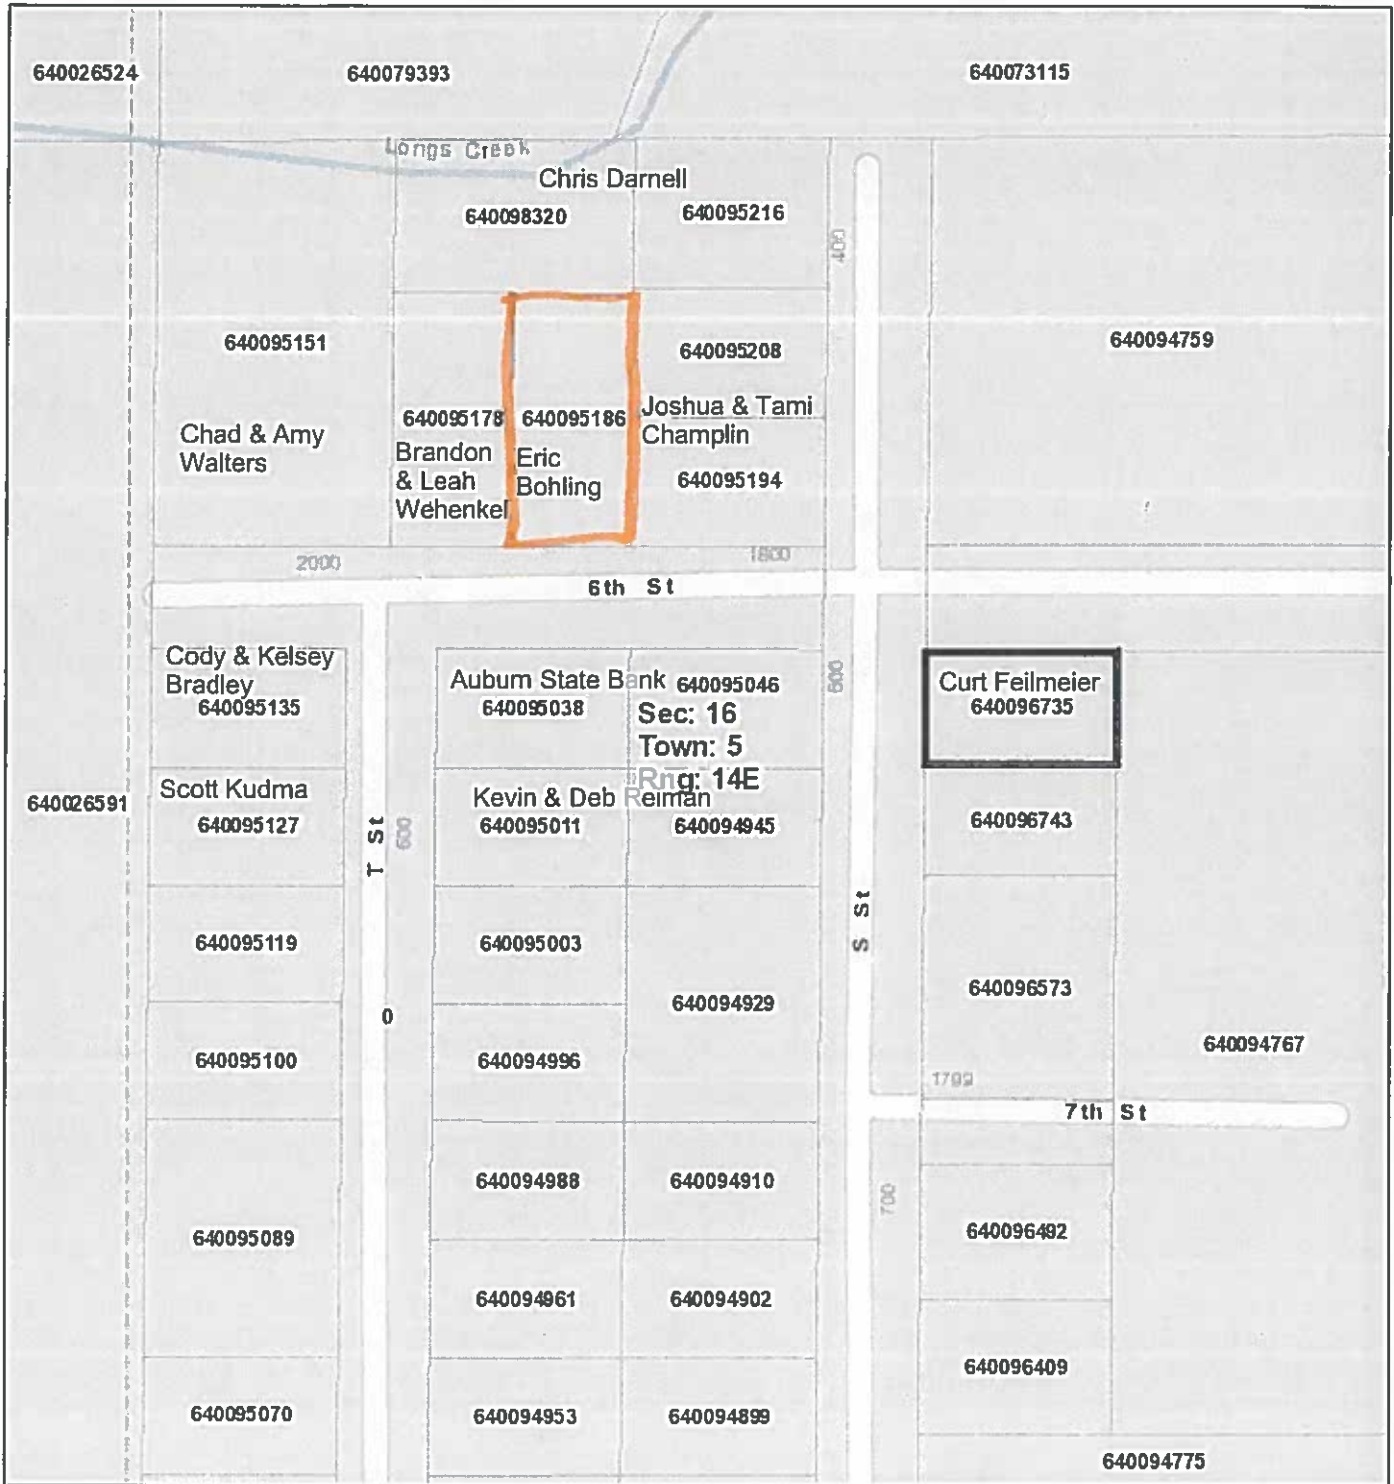 640026524
640079393
640073115
Longs Creek
Chris Darnell
640098320
640095216
400
640095151
640095208
640094759
640095178
640095186
Joshua & Tami
Champlin
Chad & Amy
Walters
Brandon
& Leah
Wehenkel
Eric
Bohling
640095194
2000
1800
6th St
Cody & Kelsey
Bradley
640095135
Auburn State Bank
640095038
640095046
Sec: 16
Town: 5
Rng: 14E
500
Curt Feilmeier
640096735
640026591
Scott Kudrna
640095127
T St
600
Kevin & Deb Reiman
640095011
640094945
640096743
640095119
640095003
S St
640094929
640096573
0
640095100
640094996
640094767
1799
7th St
640094988
640094910
700
640096492
640095089
640094961
640094902
640096409
640095070
640094953
640094899
640094775